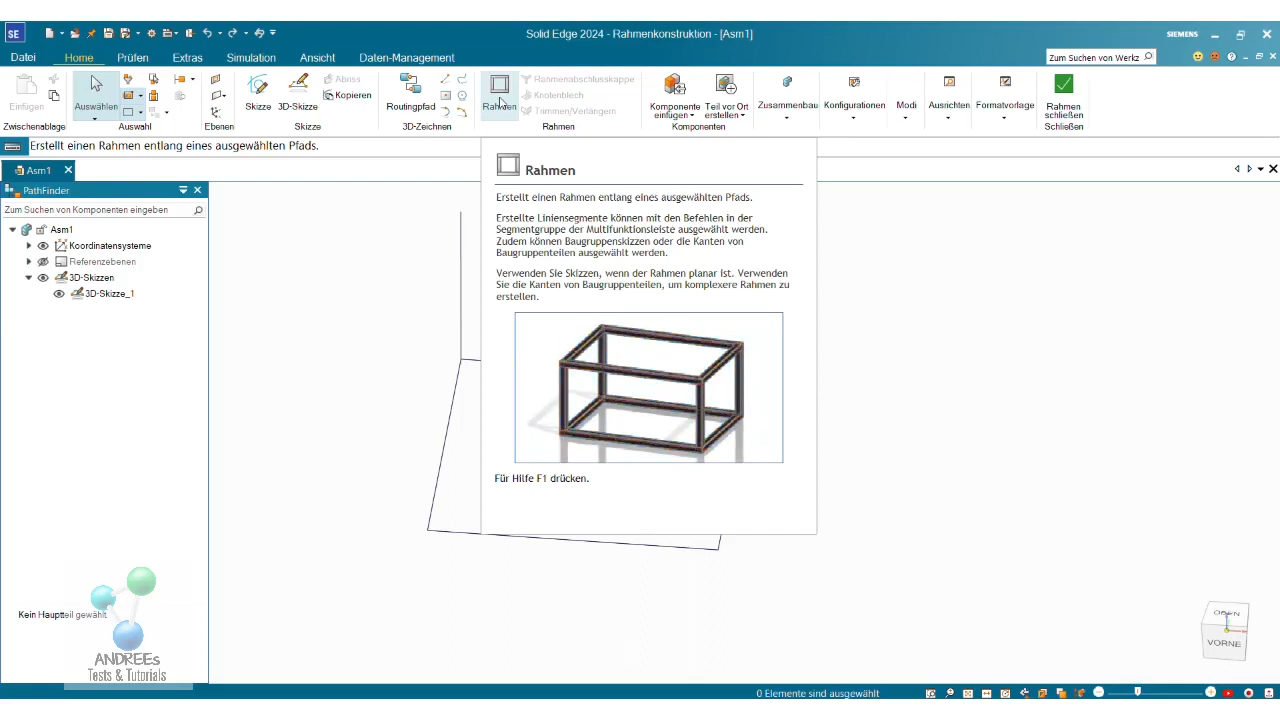 SE
Solid Edge 2024 - Rahmenkonstruktion - [Asm1]
SIEMENS
Datei
Home
Prüfen
Extras
Simulation
Ansicht
Daten-Management
Zum Suchen von Werkz
Einfügen
Auswählen
Skizze
3D-Skizze
Abriss
Kopieren
Routingpfad
Rahmen
Rahmenabschlusskappe
Knotenblech
Trimmen/Verlängern
Komponente einfügen
Teil vor Ort erstellen
Zusammenbau
Konfigurationen
Modi
Ausrichten
Formatvorlage
Rahmen schließen
Zwischenablage
Auswahl
Ebenen
Skizze
3D-Zeichnen
Rahmen
Komponenten
Schließen
Erstellt einen Rahmen entlang eines ausgewählten Pfads.
Asm1
PathFinder
Zum Suchen von Komponenten eingeben
Asm1
Koordinatensysteme
Referenzebenen
3D-Skizzen
3D-Skizze_1
Rahmen
Erstellt einen Rahmen entlang eines ausgewählten Pfads.
Erstellte Liniensegmente können mit den Befehlen in der
Segmentgruppe der Multifunktionsleiste ausgewählt werden.
Zudem können Baugruppenskizzen oder die Kanten von
Baugruppenteilen ausgewählt werden.
Verwenden Sie Skizzen, wenn der Rahmen planar ist. Verwenden
Sie die Kanten von Baugruppenteilen, um komplexere Rahmen zu
erstellen.
Für Hilfe F1 drücken.
Kein Hauptteil gewählt.
ANDREEs
Tests & Tutorials
OBEN
VORNE
0 Elemente sind ausgewählt